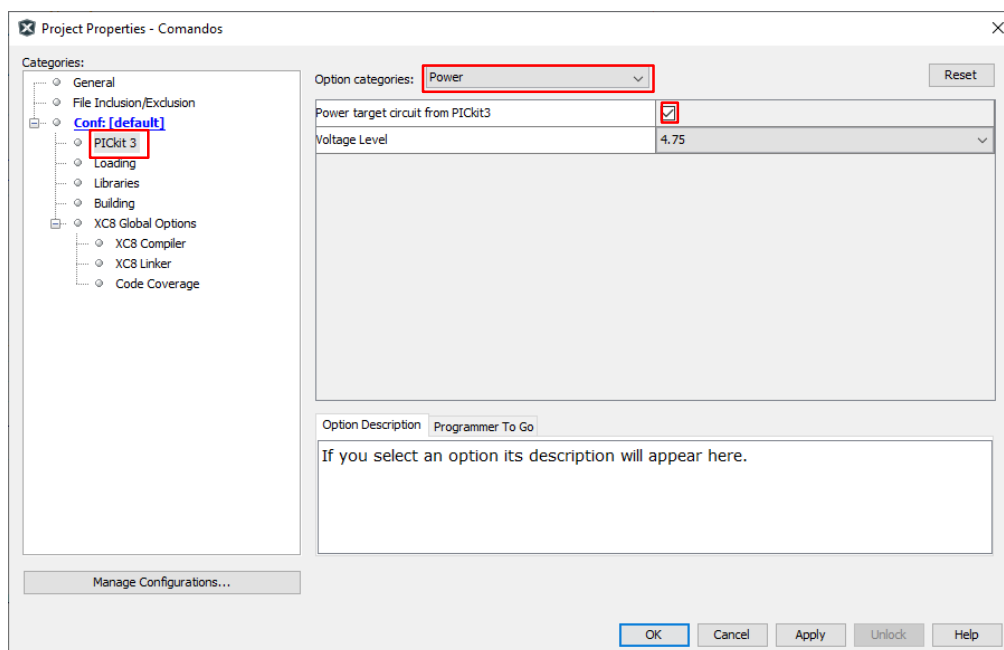 Project Properties - Comandos
Categories:
General
File Inclusion/Exclusion
Conf: [default]
PICkit 3
Loading
Libraries
Building
XC8 Global Options
XC8 Compiler
XC8 Linker
Code Coverage
Manage Configurations...
Option categories: Power Reset
Power target circuit from PICkit3
Voltage Level 4.75
Option Description Programmer To Go
If you select an option its description will appear here.
OK Cancel Apply Unlock Help